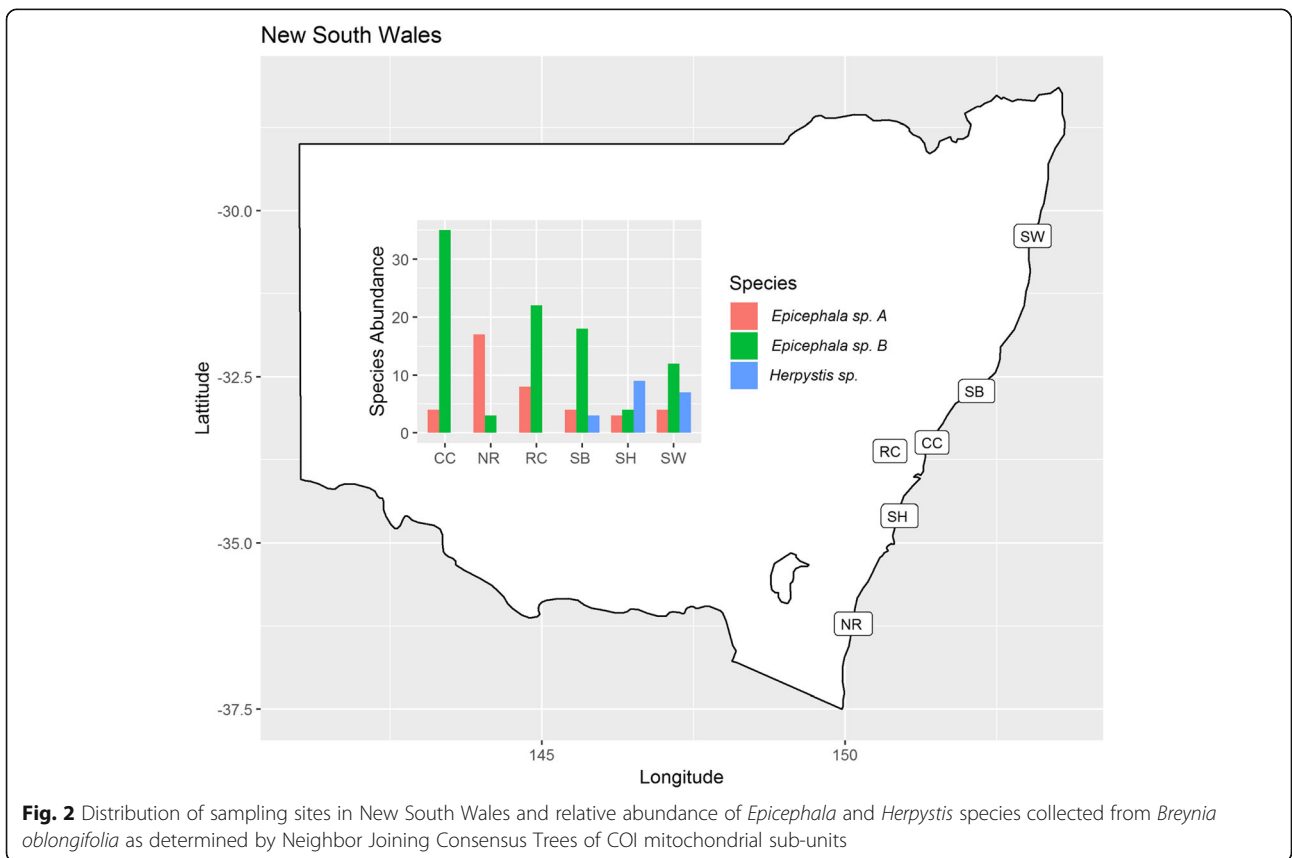 New South Wales
Lattitude
-30.0
-32.5
-35.0
-37.5
Species Abundance
30
20
10
0
CC NR RC SB SH SW
Species
Epicephala sp. A
Epicephala sp. B
Herpystis sp.
SW
SB
CC
RC
SH
NR
145 150
Longitude
Fig. 2 Distribution of sampling sites in New South Wales and relative abundance of Epicephala and Herpystis species collected from Breynia
oblongifolia as determined by Neighbor Joining Consensus Trees of COI mitochondrial sub-units